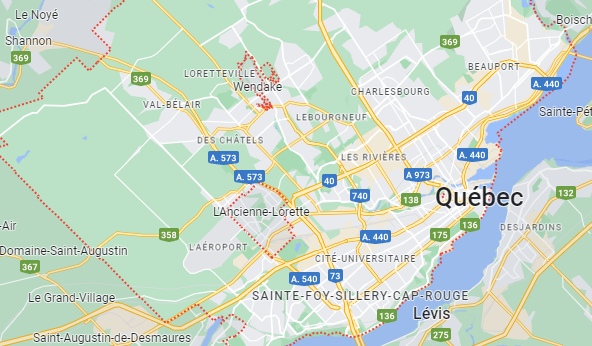 Le Noyé
Boisch
Shannon
369
369
BEAUPORT
369
LORETTEVILLE
Wendake
A. 440
CHARLESBOURG
40
VAL-BÉLAIR
LEBOURGNEUF
Sainte-Pét
DES CHÂTELS
A. 573
LES RIVIÈRES
A. 440
A. 573
40
A 973
740
138
Québec
132
L'Ancienne-Lorette
136
-Air
358
A. 440
175
DESJARDINS
L'AÉROPORT
Domaine-Saint-Augustin
CITÉ-UNIVERSITAIRE
367
A. 540
73
Le Grand-Village
SAINTE-FOY-SILLERY-CAP-ROUGE
136
Lévis
Saint-Augustin-de-Desmaures
275